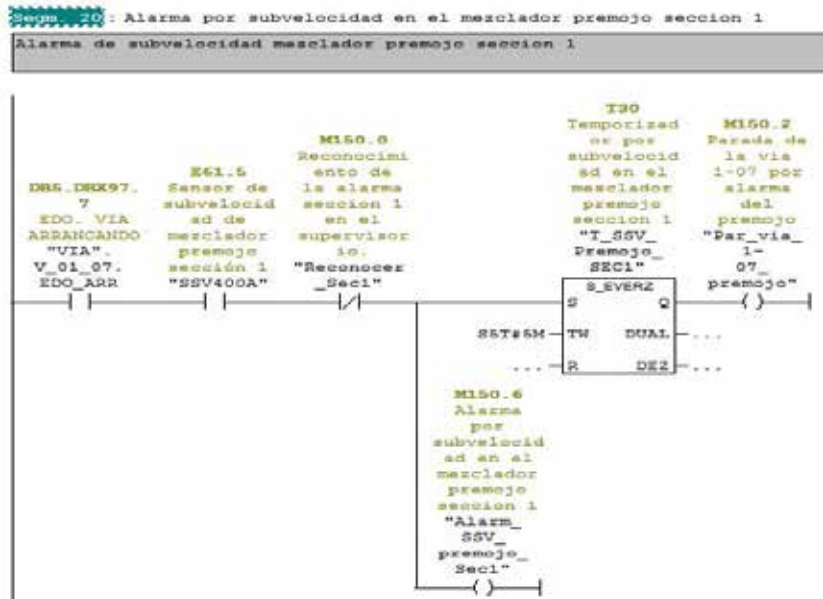 Segm. 20: Alarma por subvelocidad en el mezclador premojo seccion 1
Alarma de subvelocidad mezclador premojo seccion 1
DB5.DBX97.
7
EDO. VIA
ARRANCANDO
"VIA".
V_01_07.
EDO_ARR
E61.5
Sensor de
subvelocid
ad de
mezclador
premojo
sección 1
"SSV400A"
M150.0
Reconocimi
ento de
la alarma
seccion 1
en el
supervisor
io.
"Reconocer
_Sec1"
T30
Temporizad
or por
subvelocid
ad en el
mezclador
premojo
seccion 1
"T_SSV_
Premojo_
SEC1"
S_EVERZ
S
Q
S5T#5M
TW
DUAL
...
...
R
DEZ
...
M150.2
Parada de
la via
1-07 por
alarma
del
premojo
"Par_via_
1-
07_
premojo"
M150.6
Alarma
por
subvelocid
ad en el
mezclador
premojo
seccion 1
"Alarm_
SSV_
premojo_
Sec1"